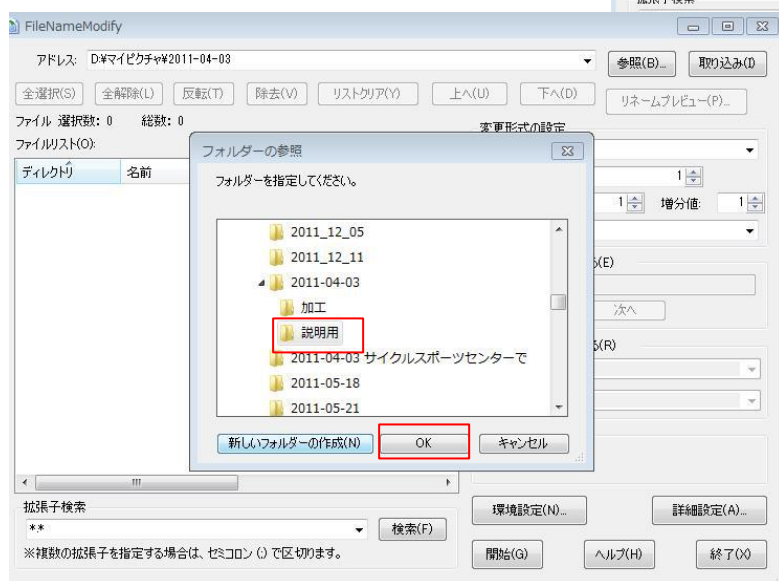 FileNameModify
アドレス: D:¥マイピクチャ¥2011-04-03
参照(B)... 取り込み(I)
全選択(S) 全解除(L) 反転(T) 除去(V) リストクリア(Y) 上へ(U) 下へ(D) リネームプレビュー(P)...
ファイル 選択数: 0 総数: 0
変更形式の設定
ファイルリスト(O):
ディレクトリ 名前
1
1 増分値: 1
(E)
次へ
(R)
フォルダーの参照
フォルダーを指定してください。
2011_12_05
2011_12_11
2011-04-03
加工
説明用
2011-04-03 サイクルスポーツセンターで
2011-05-18
2011-05-21
新しいフォルダーの作成(N) OK キャンセル
拡張子検索
*.*
検索(F)
※複数の拡張子を指定する場合は、セミコロン (;) で区切ります。
環境設定(N)... 詳細設定(A)...
開始(G) ヘルプ(H) 終了(X)